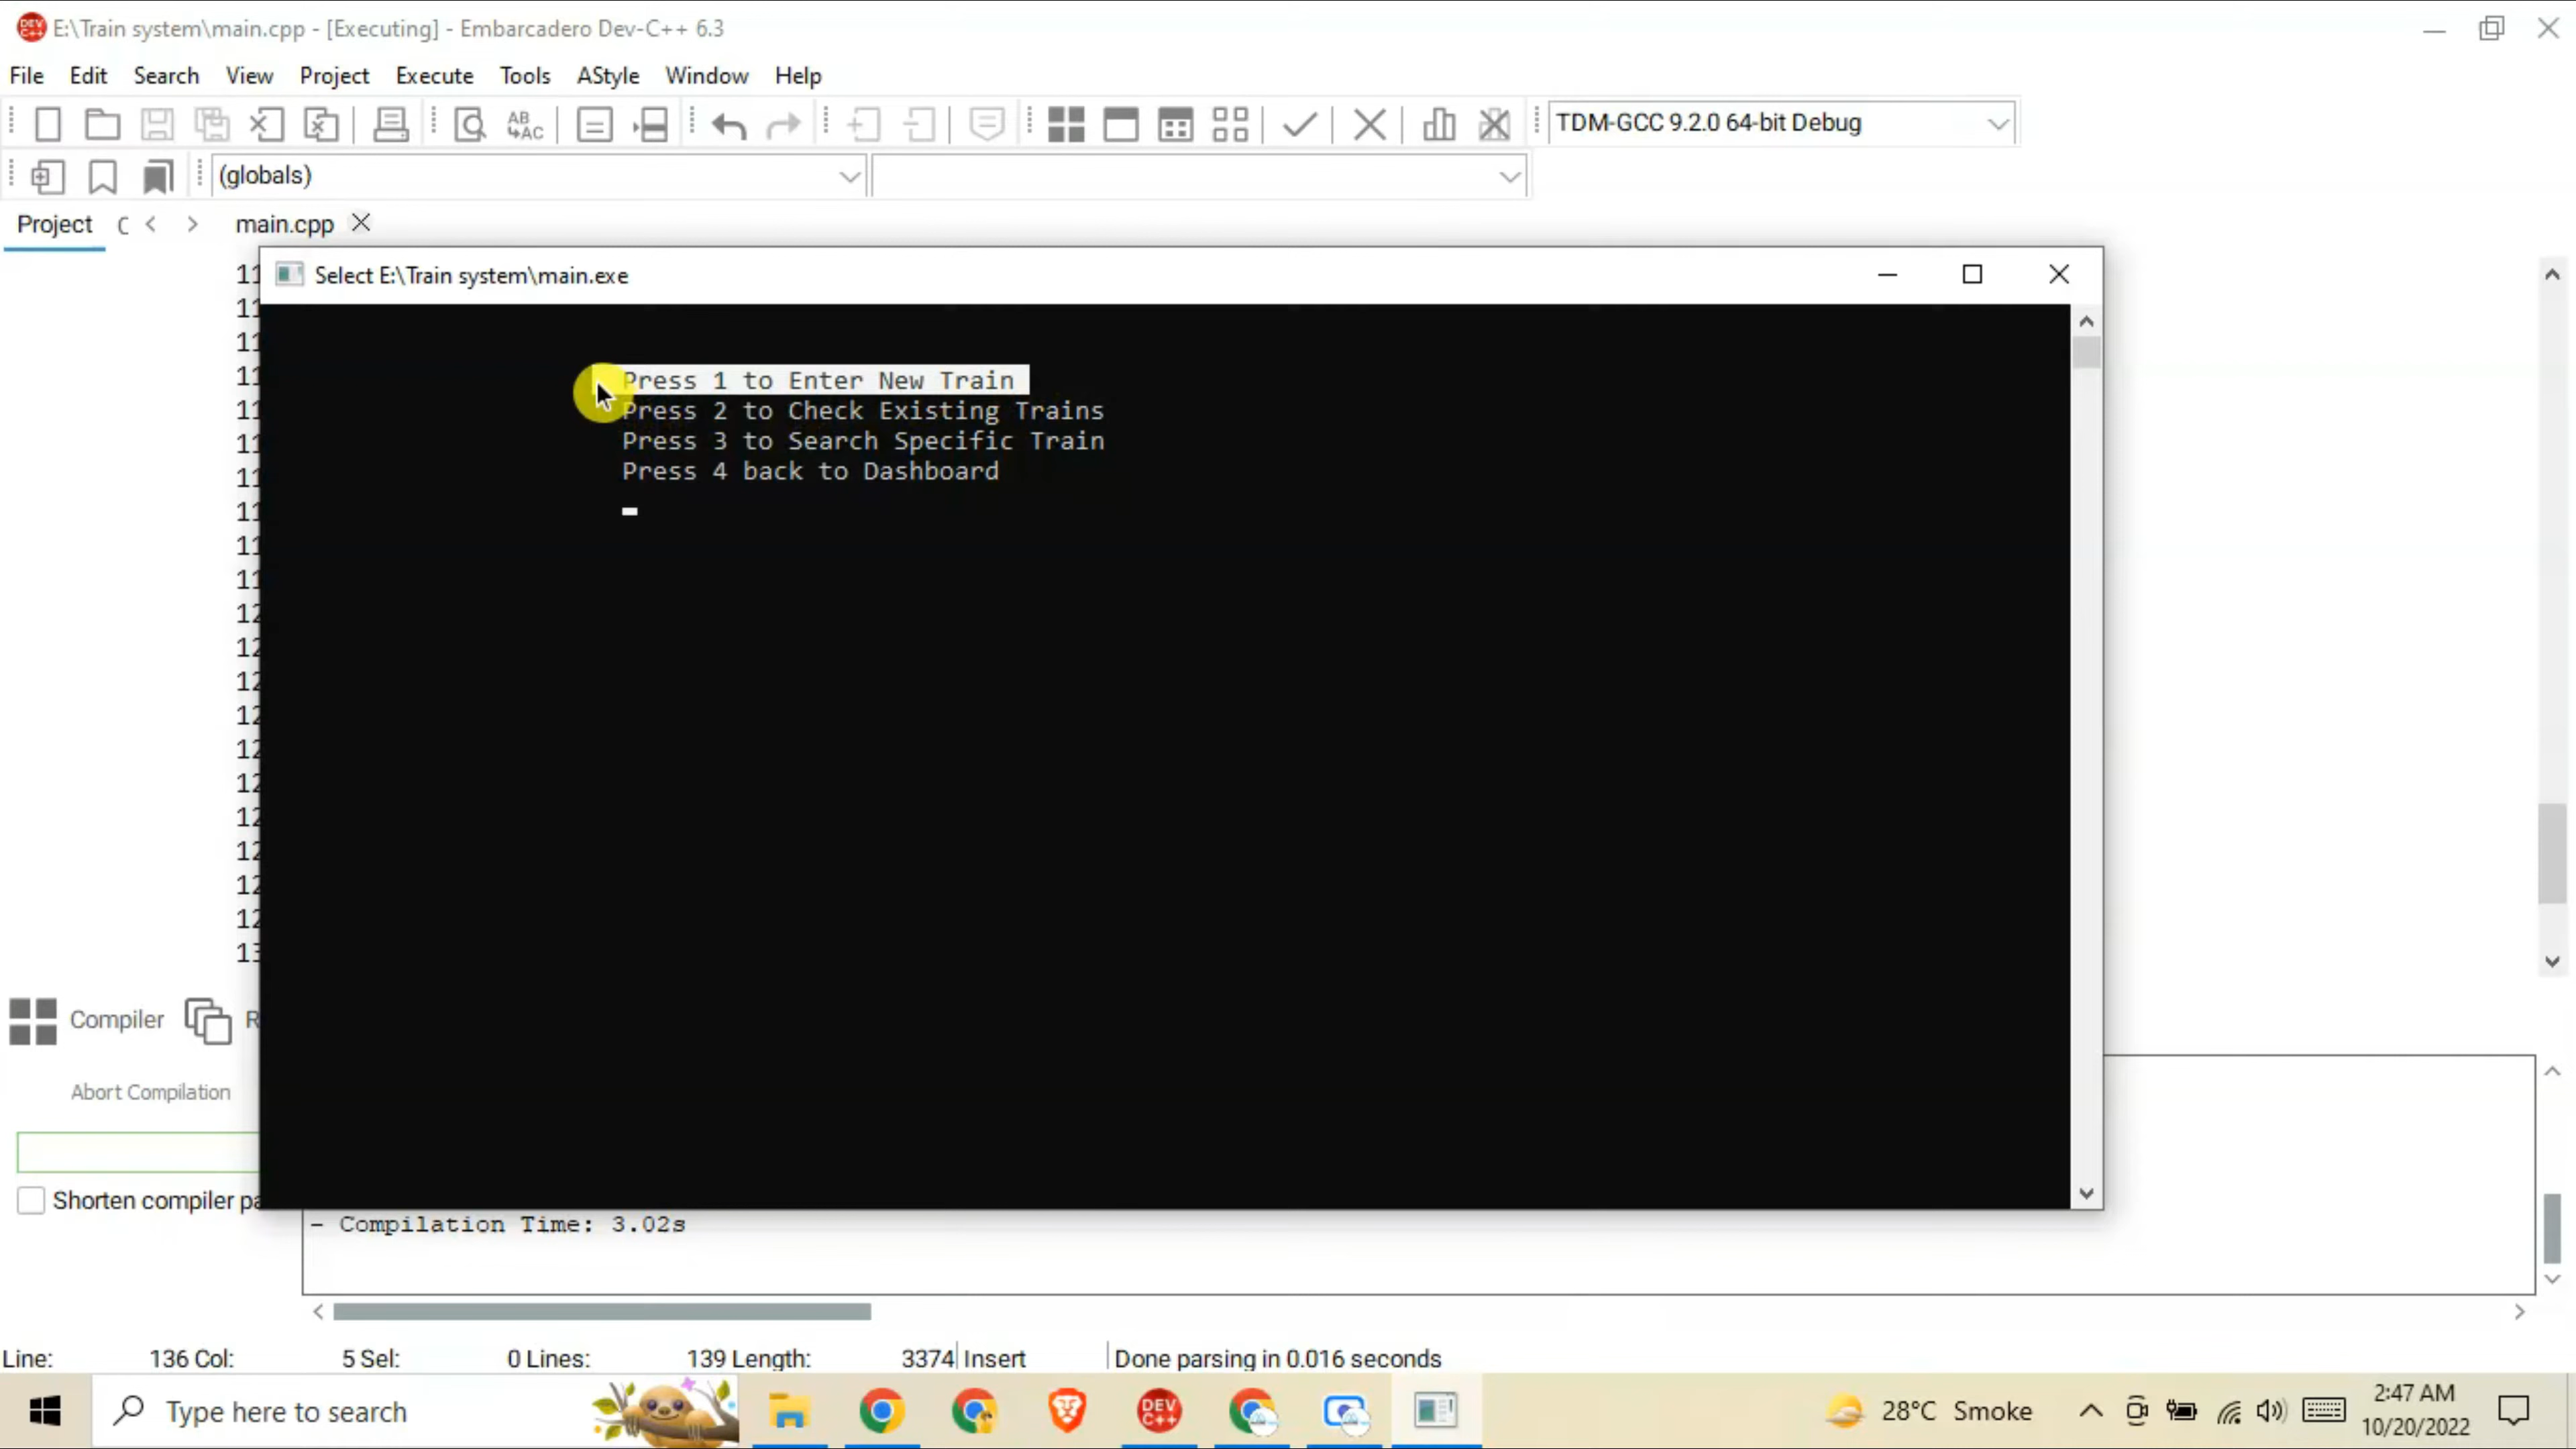 E:\Train system\main.cpp - [Executing] - Embarcadero Dev-C++ 6.3
File Edit Search View Project Execute Tools AStyle Window Help
TDM-GCC 9.2.0 64-bit Debug
(globals)
Project main.cpp
Select E:\Train system\main.exe
Press 1 to Enter New Train
Press 2 to Check Existing Trains
Press 3 to Search Specific Train
Press 4 back to Dashboard
Compiler
Abort Compilation
Shorten compiler
- Compilation Time: 3.02s
Line: 136 Col: 5 Sel: 0 Lines: 139 Length: 3374 Insert Done parsing in 0.016 seconds
Type here to search
DEV C++
28°C Smoke
2:47 AM
10/20/2022